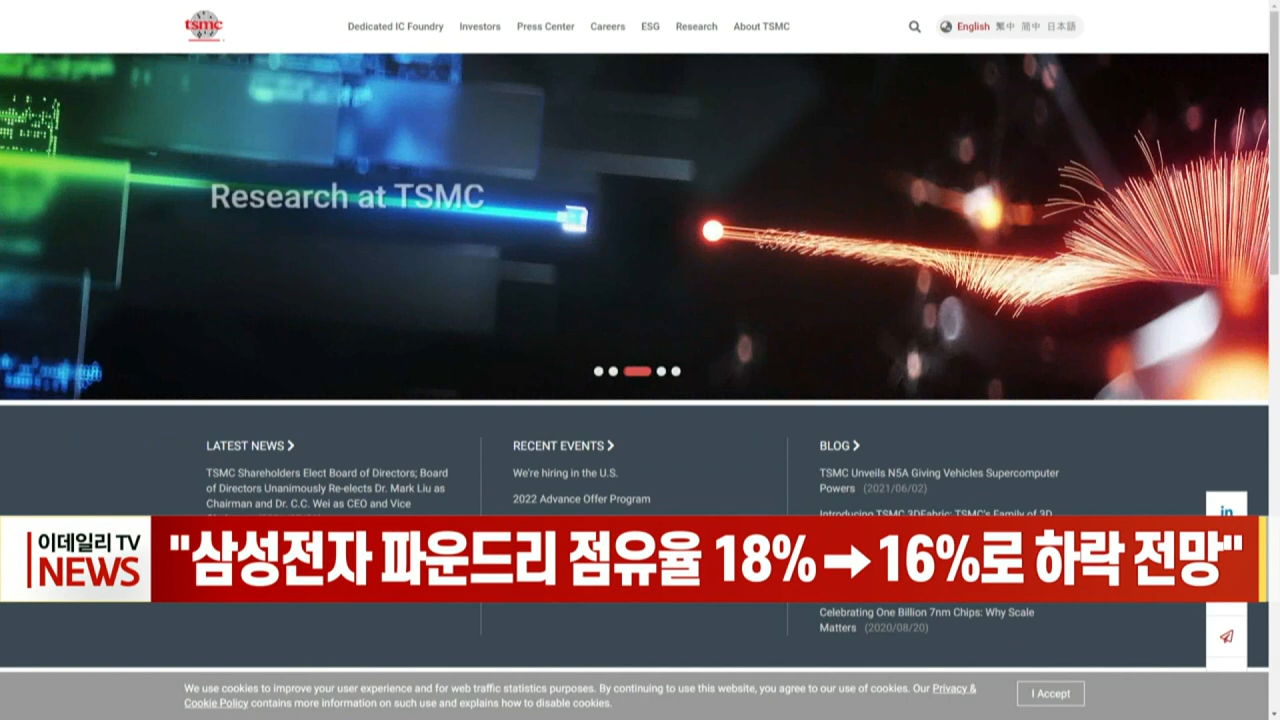 tsmc
Dedicated IC Foundry Investors Press Center Careers ESG Research About TSMC
English 繁中 简中 日本語
Research at TSMC
LATEST NEWS
TSMC Shareholders Elect Board of Directors; Board
of Directors Unanimously Re-elects Dr. Mark Liu as
Chairman and Dr. C.C. Wei as CEO and Vice
RECENT EVENTS
We're hiring in the U.S.
2022 Advance Offer Program
BLOG
TSMC Unveils N5A Giving Vehicles Supercomputer
Powers (2021/06/02)
Introducing TSMC 3DFabric: TSMC's Family of 3D
in
이데일리 TV
NEWS
"삼성전자 파운드리 점유율 18%➡16%로 하락 전망"
Celebrating One Billion 7nm Chips: Why Scale
Matters (2020/08/20)
We use cookies to improve your user experience and for web traffic statistics purposes. By continuing to use this website, you agree to our use of cookies. Our Privacy &
Cookie Policy contains more information on such use and explains how to disable cookies.
I Accept